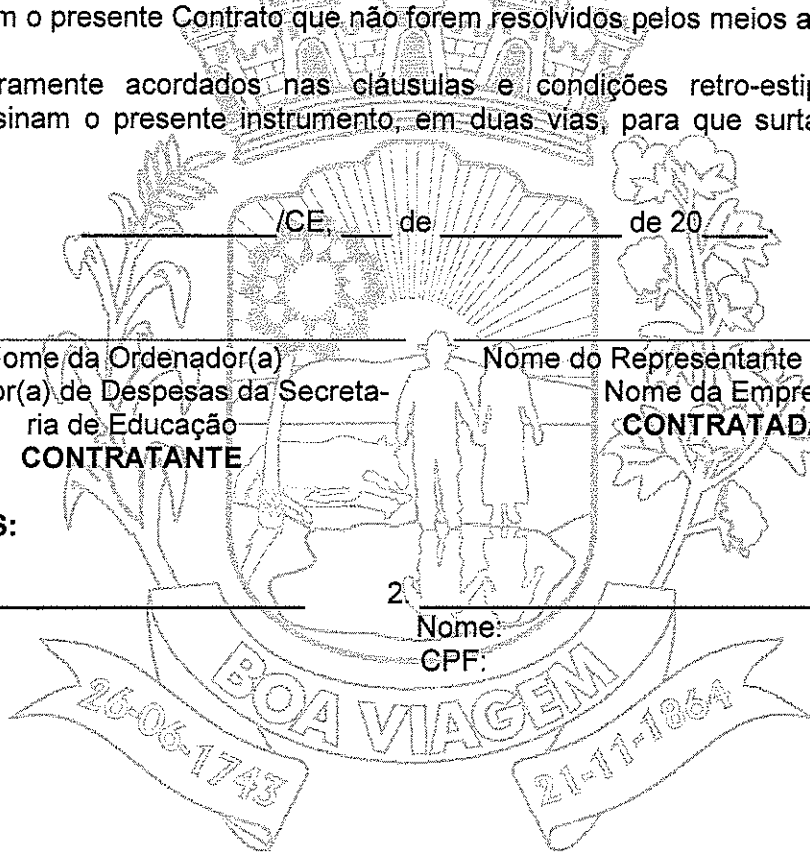 m o presente Contrato que não forem resolvidos pelos meios a
ramente acordados nas cláusulas e condições retro-estip
sinam o presente instrumento, em duas vias, para que surta
/CE, de de 20
ome da Ordenador(a) Nome do Representante
or(a) de Despesas da Secreta- Nome da Empre
ria de Educação CONTRATADA
CONTRATANTE
S:
2.
Nome:
CPF:
BOA VIAGEM
26-06-1743 21-11-1864